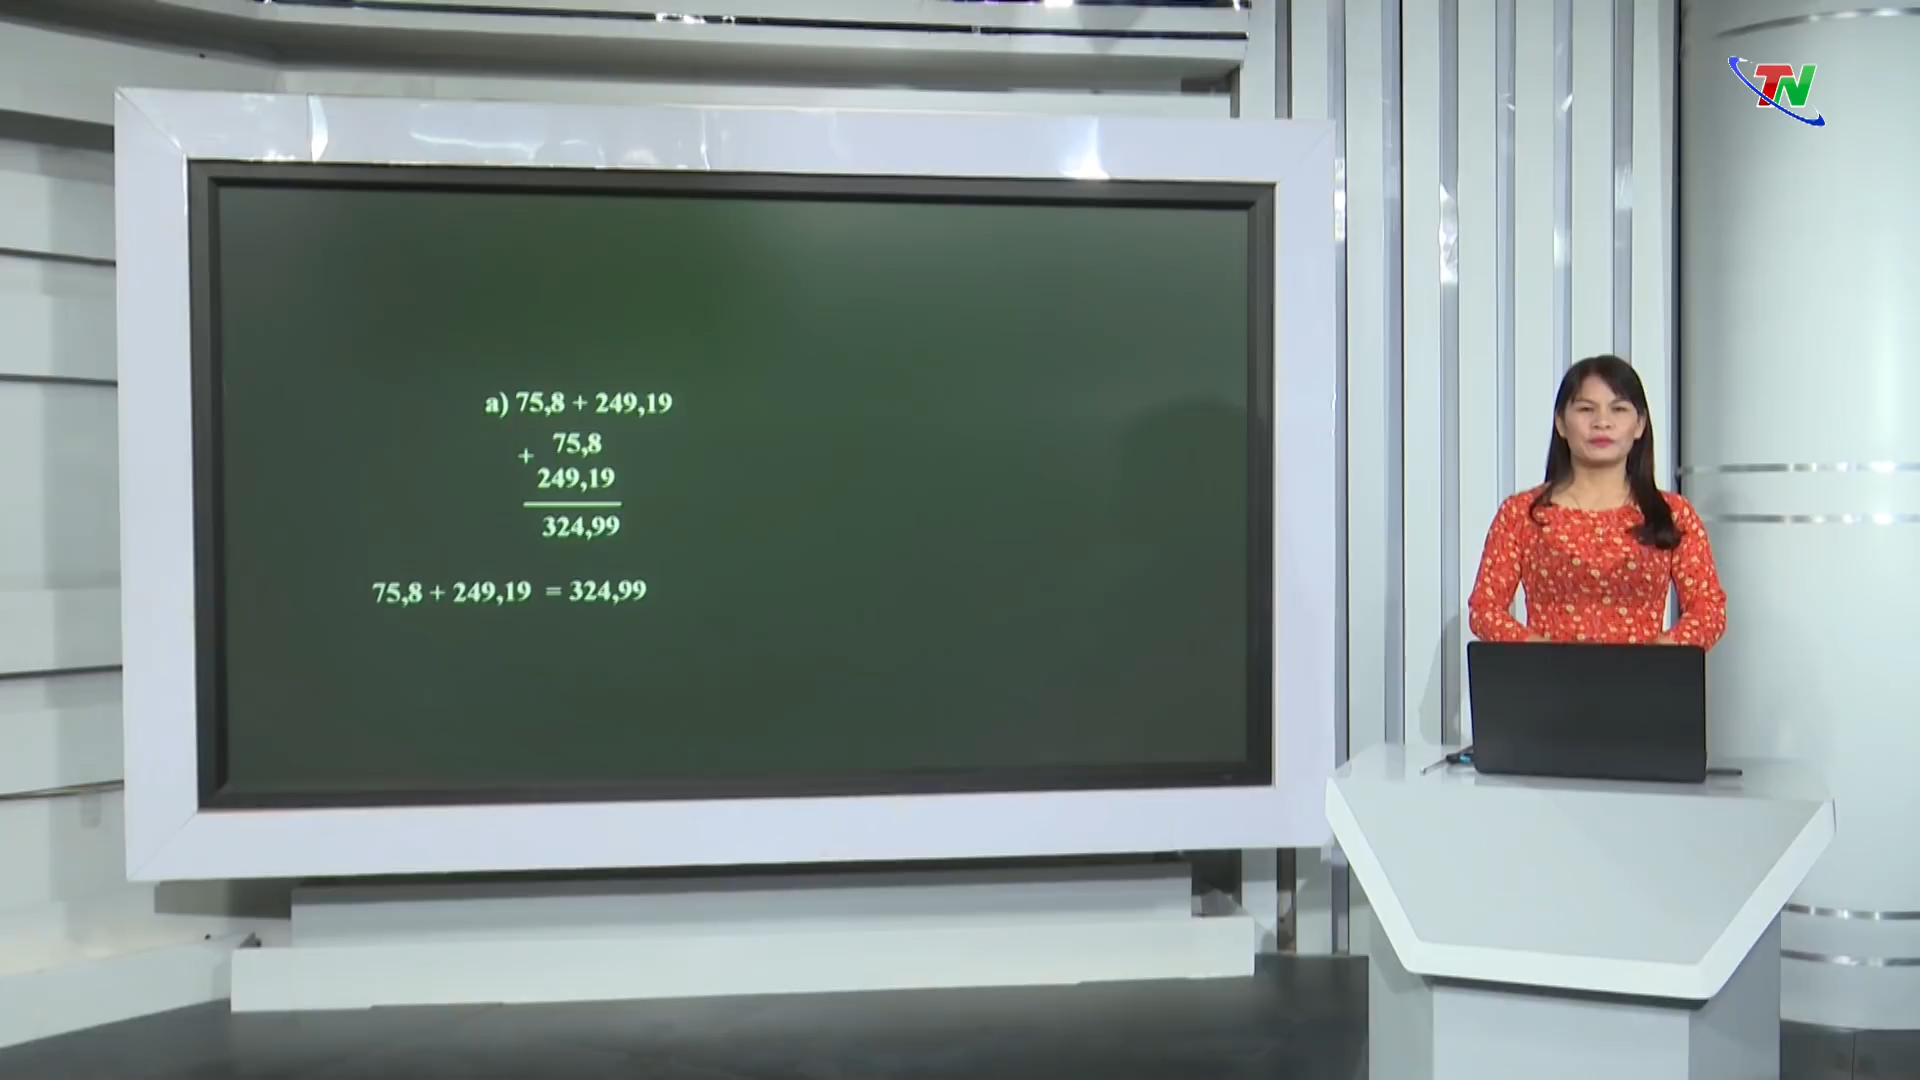 TN
a) 75,8 + 249,19
75,8
+
249,19
324,99
75,8 + 249,19 = 324,99